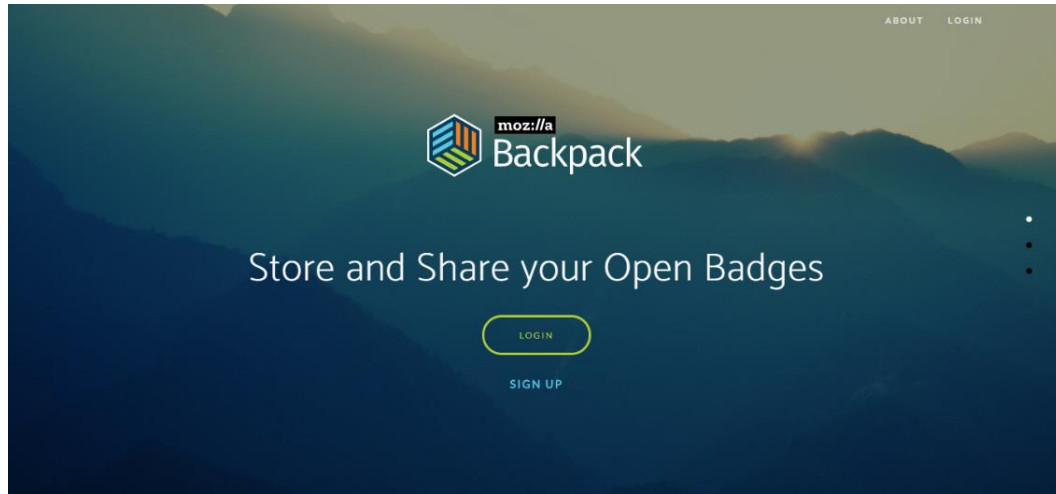 ABOUT LOGIN
moz://a
Backpack
Store and Share your Open Badges
LOGIN
SIGN UP